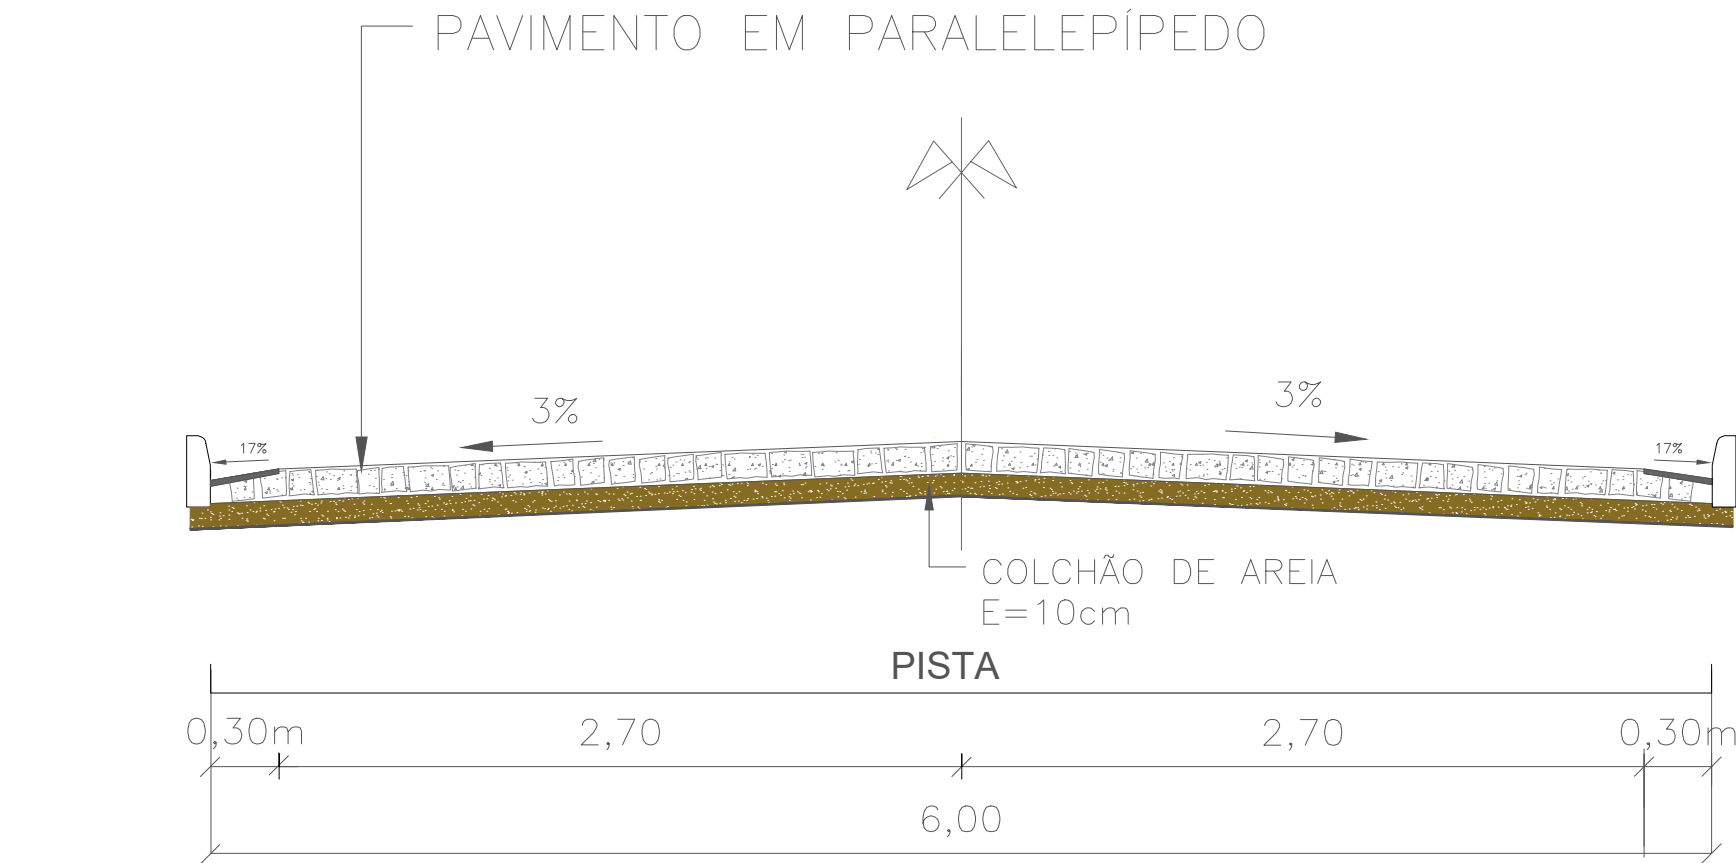 PAVIMENTO EM PARALELEPÍPEDO
3%
3%
17%
17%
COLCHÃO DE AREIA
E=10cm
PISTA
0,30m
2,70
2,70
0,30m
6,00